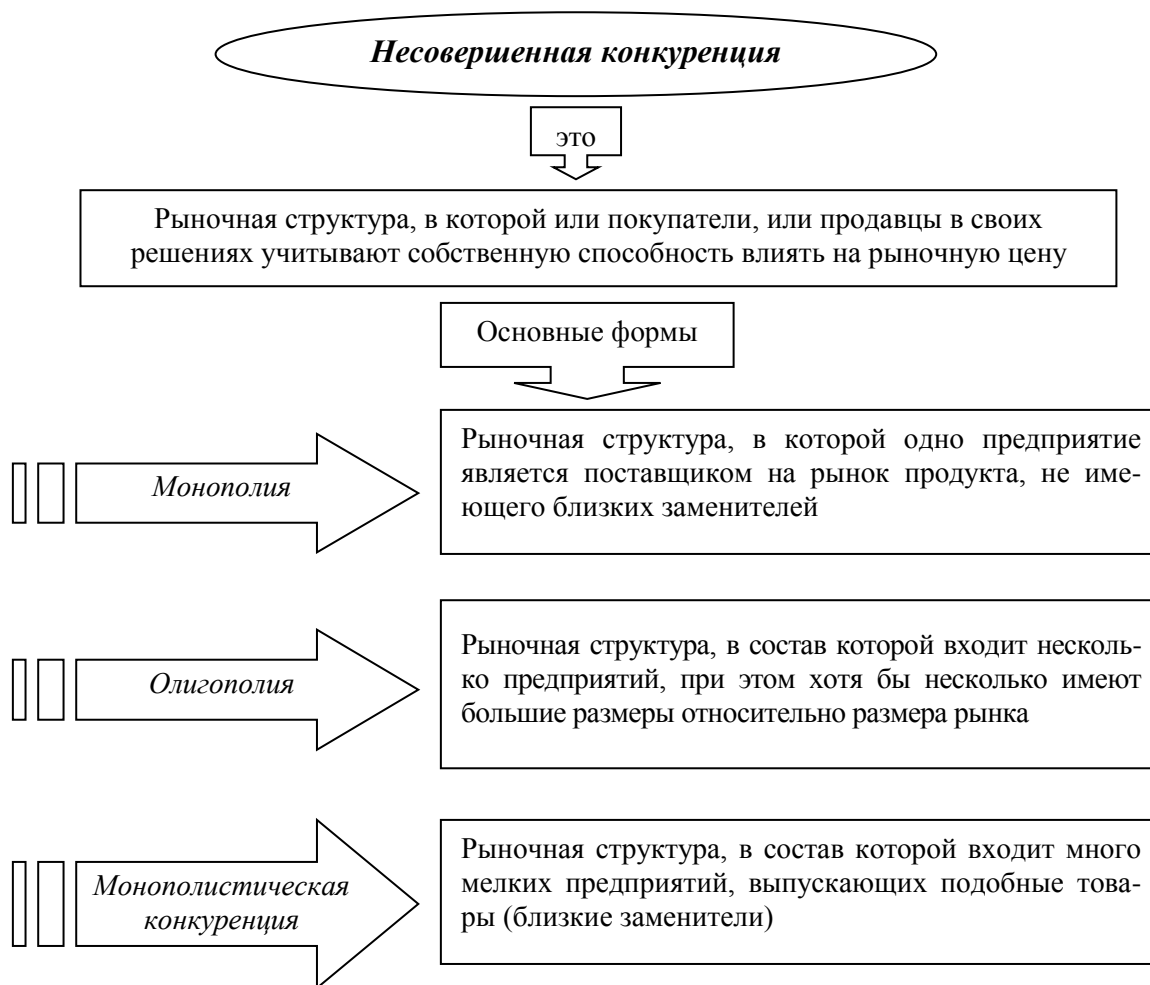 Несовершенная конкуренция
это
Рыночная структура, в которой или покупатели, или продавцы в своих
решениях учитывают собственную способность влиять на рыночную цену
Основные формы
Монополия
Рыночная структура, в которой одно предприятие
является поставщиком на рынок продукта, не име-
ющего близких заменителей
Олигополия
Рыночная структура, в состав которой входит несколь-
ко предприятий, при этом хотя бы несколько имеют
большие размеры относительно размера рынка
Монополистическая
конкуренция
Рыночная структура, в состав которой входит много
мелких предприятий, выпускающих подобные това-
ры (близкие заменители)